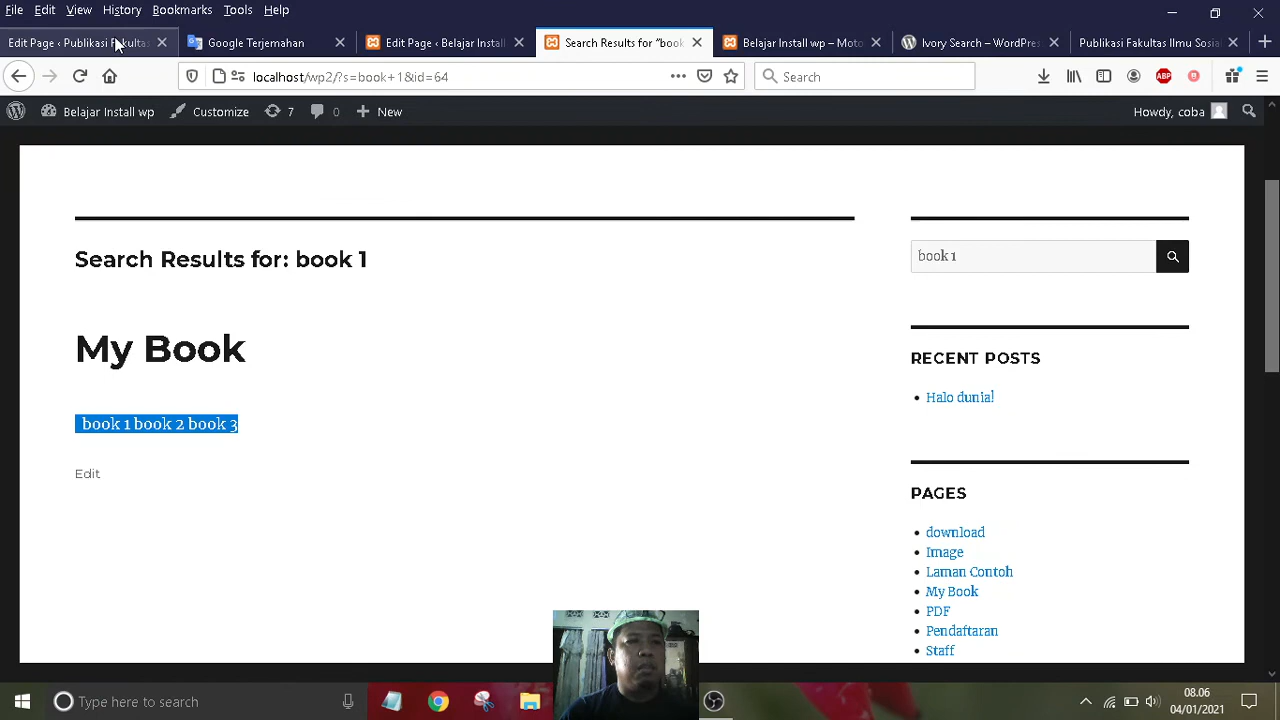 File Edit View History Bookmarks Tools Help
Edit Page ‹ Publikasi Fakultas
Google Terjemahan
Edit Page ‹ Belajar Install
Search Results for "book
Belajar Install wp – Moto
Ivory Search – WordPres
Publikasi Fakultas Ilmu Sosial
localhost/wp2/?s=book+1&id=64
Search
ABP
Belajar Install wp
Customize
7
0
New
Howdy, coba
Search Results for: book 1
My Book
book 1 book 2 book 3
Edit
book 1
RECENT POSTS
Halo dunia!
PAGES
download
Image
Laman Contoh
My Book
PDF
Pendaftaran
Staff
Type here to search
08.06
04/01/2021